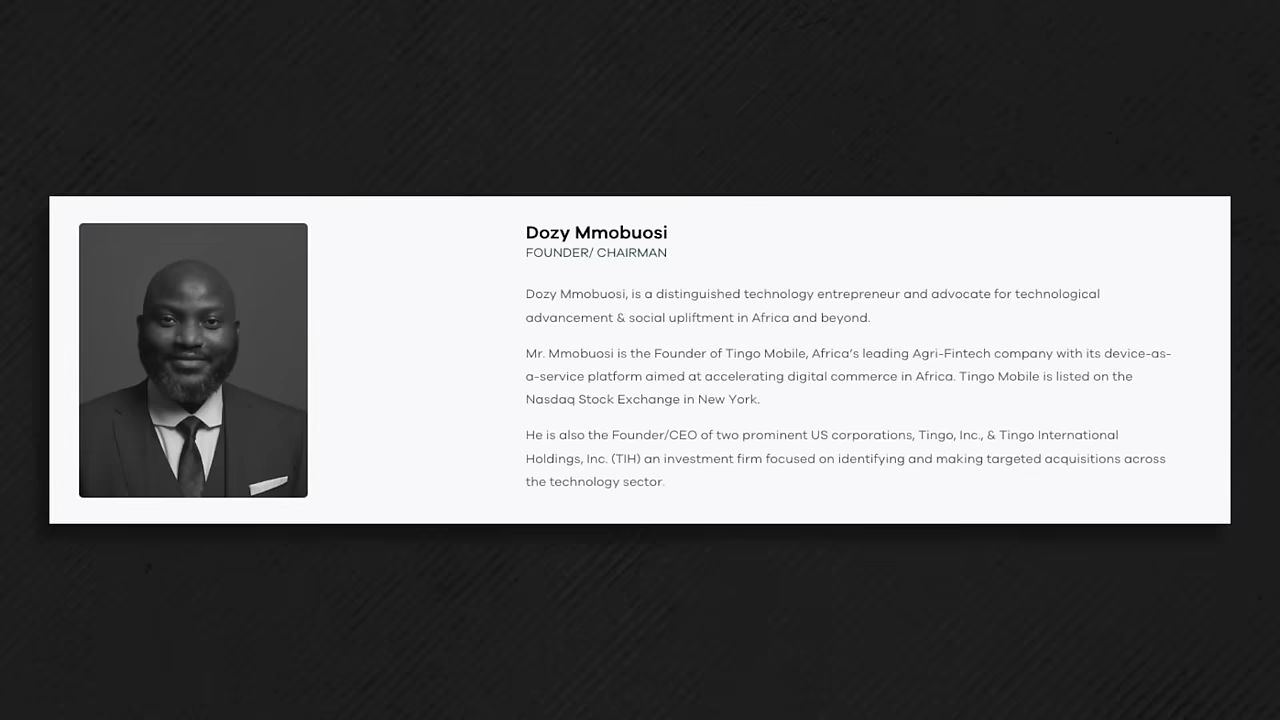 Dozy Mmobuosi
FOUNDER/ CHAIRMAN
Dozy Mmobuosi, is a distinguished technology entrepreneur and advocate for technological
advancement & social upliftment in Africa and beyond.
Mr. Mmobuosi is the Founder of Tingo Mobile, Africa's leading Agri-Fintech company with its device-as-
a-service platform aimed at accelerating digital commerce in Africa. Tingo Mobile is listed on the
Nasdaq Stock Exchange in New York.
He is also the Founder/CEO of two prominent US corporations, Tingo, Inc., & Tingo International
Holdings, Inc. (TIH) an investment firm focused on identifying and making targeted acquisitions across
the technology sector.